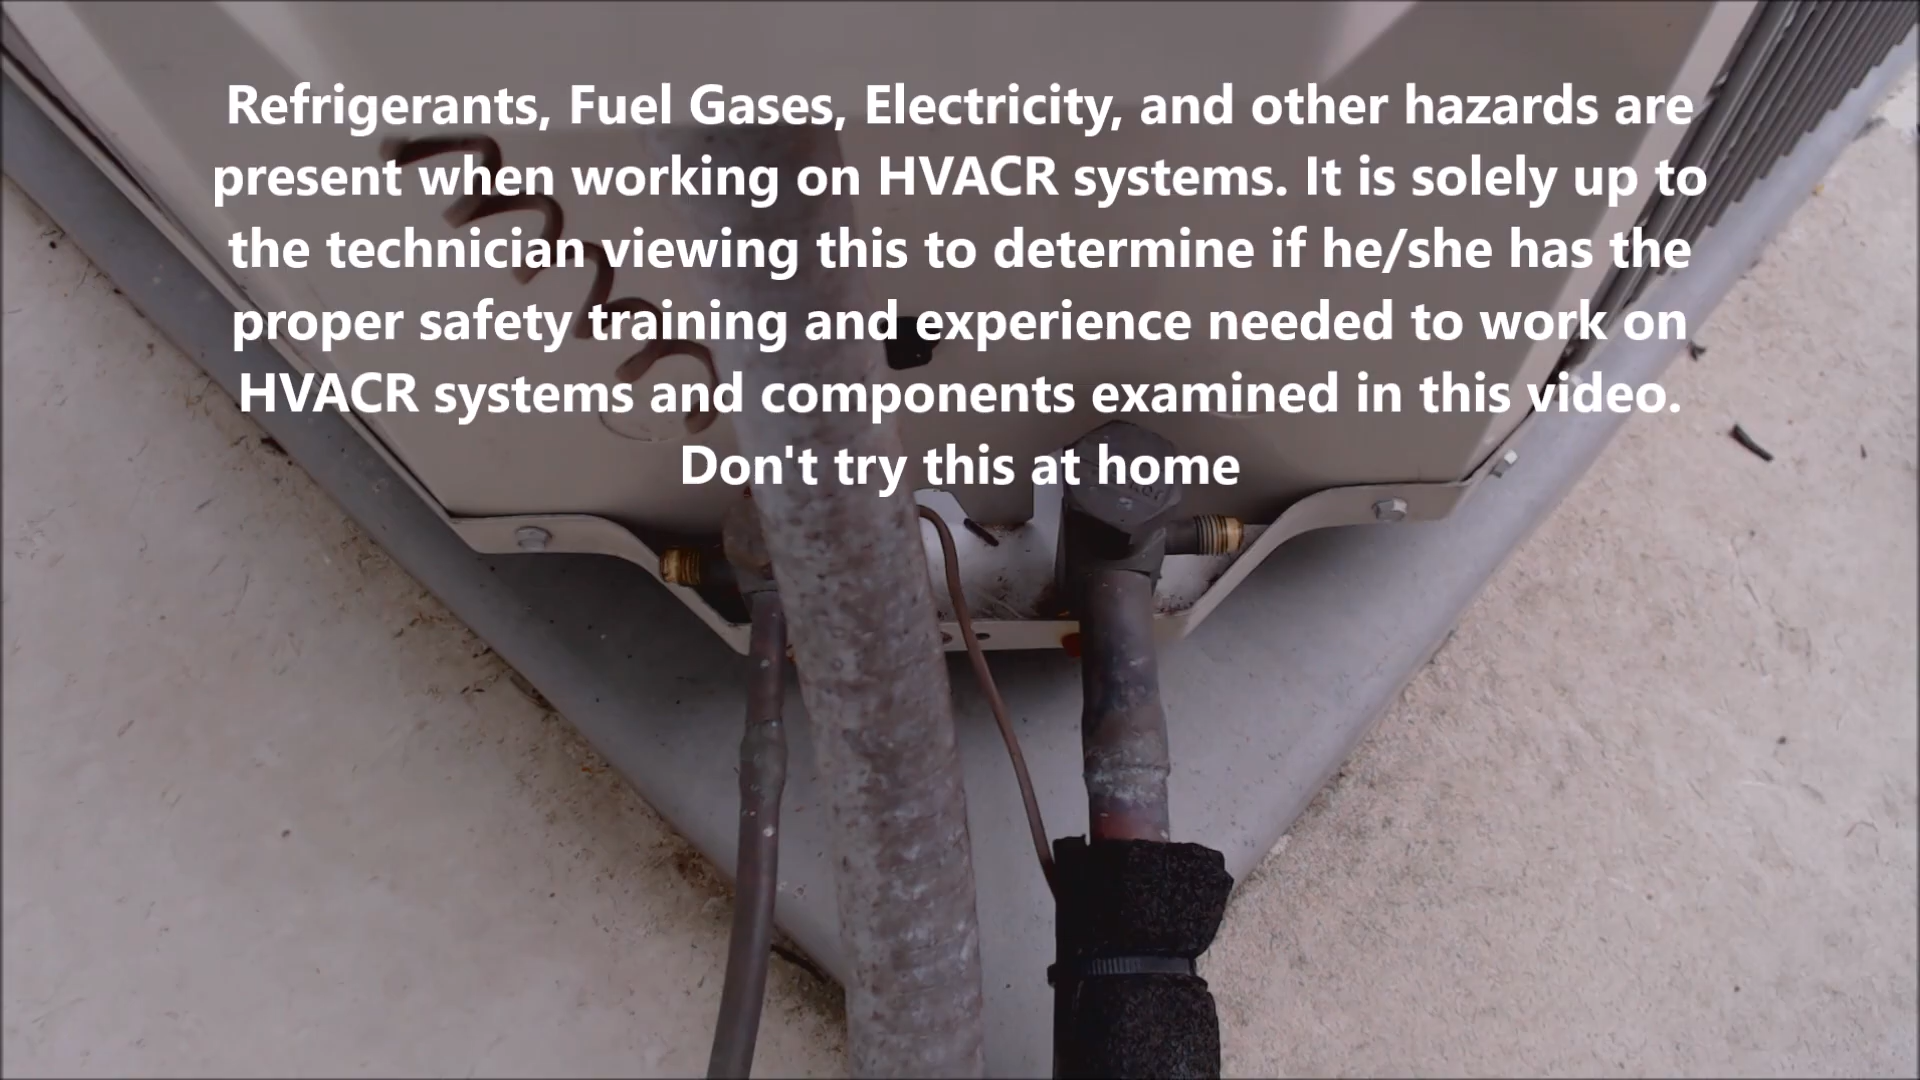 Refrigerants, Fuel Gases, Electricity, and other hazards are
present when working on HVACR systems. It is solely up to
the technician viewing this to determine if he/she has the
proper safety training and experience needed to work on
HVACR systems and components examined in this video.
Don't try this at home